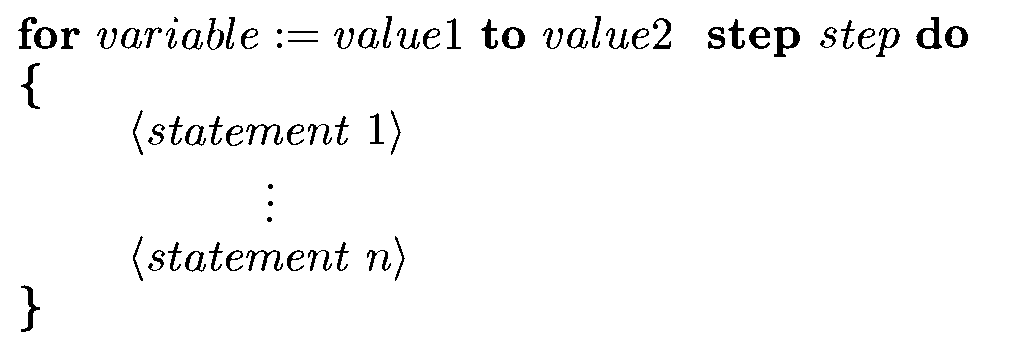 for variable := value1 to value2 step step do
{
⟨statement 1⟩
⋮
⟨statement n⟩
}